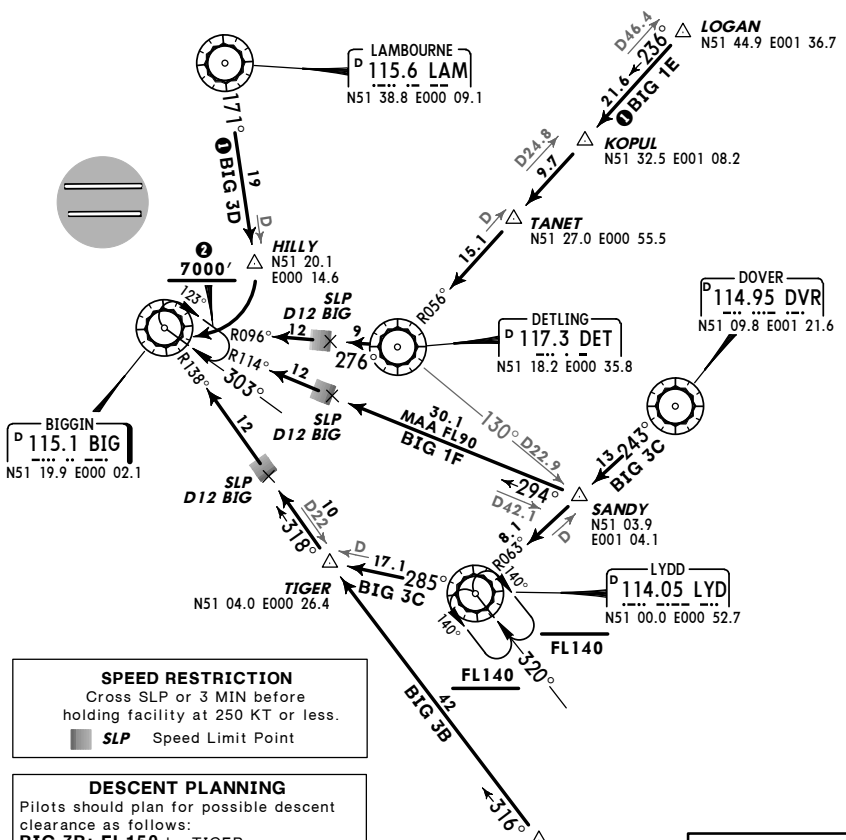 LOGAN
N51 44.9 E001 36.7
D46.4
236°
21.6
1 BIG 1E
LAMBOURNE
D 115.6 LAM
N51 38.8 E000 09.1
171°
1 BIG 3D
19
D
KOPUL
N51 32.5 E001 08.2
D24.8
9.7
TANET
N51 27.0 E000 55.5
D
15.1
R056°
HILLY
N51 20.1
E000 14.6
2
7000'
123°
SLP
D12 BIG
R096°
12
9
276°
DETLING
D 117.3 DET
N51 18.2 E000 35.8
DOVER
D 114.95 DVR
N51 09.8 E001 21.6
R114°
12
303°
R138°
12
SLP
D12 BIG
30.1
MAA FL90
BIG 1F
130°
D22.9
243°
13
BIG 3C
BIGGIN
D 115.1 BIG
N51 19.9 E000 02.1
SLP
D12 BIG
294°
D42.1
SANDY
N51 03.9
E001 04.1
8.1
D
R063°
10
D22
318°
TIGER
N51 04.0 E000 26.4
D
17.1
285°
BIG 3C
140°
140°
LYDD
D 114.05 LYD
N51 00.0 E000 52.7
FL140
FL140
320°
42
BIG 3B
316°
SPEED RESTRICTION
Cross SLP or 3 MIN before
holding facility at 250 KT or less.
SLP Speed Limit Point
DESCENT PLANNING
Pilots should plan for possible descent
clearance as follows:
BIG 3B: FL150 by TIGER